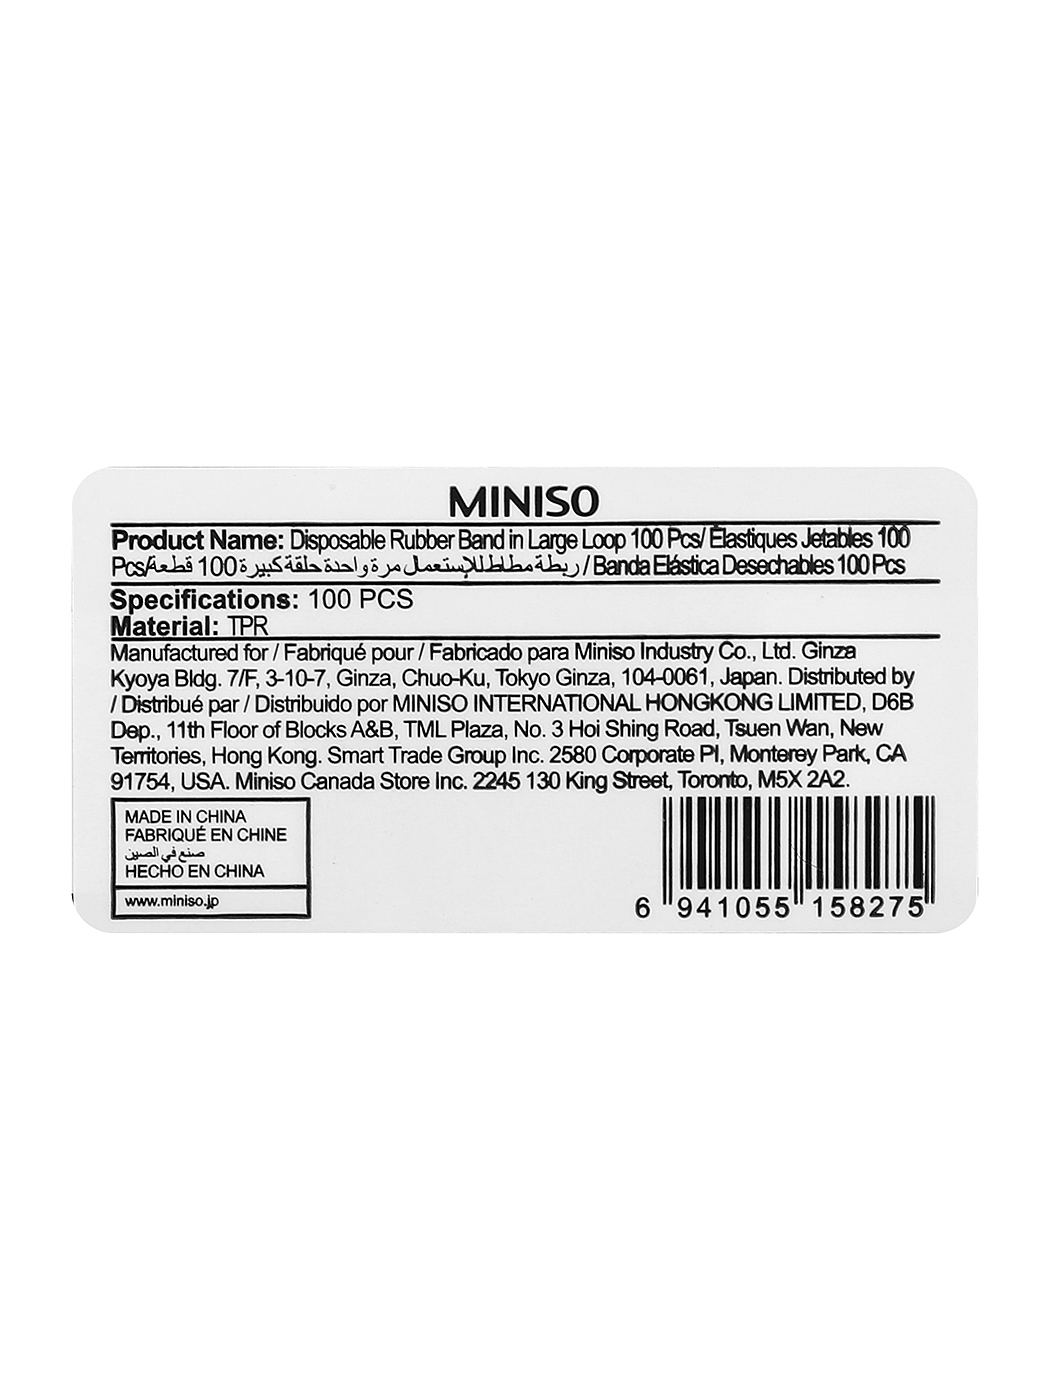 MINISO
Product Name: Disposable Rubber Band in Large Loop 100 Pcs/ Élastiques Jetables 100
Pcs/ربطة مطاط للإستعمال مرة واحدة حلقة كبيرة 100 قطعة / Banda Elástica Desechables 100 Pcs
Specifications: 100 PCS
Material: TPR
Manufactured for / Fabriqué pour / Fabricado para Miniso Industry Co., Ltd. Ginza
Kyoya Bldg. 7/F, 3-10-7, Ginza, Chuo-Ku, Tokyo Ginza, 104-0061, Japan. Distributed by
/ Distribué par / Distribuido por MINISO INTERNATIONAL HONGKONG LIMITED, D6B
Dep., 11th Floor of Blocks A&B, TML Plaza, No. 3 Hoi Shing Road, Tsuen Wan, New
Territories, Hong Kong. Smart Trade Group Inc. 2580 Corporate Pl, Monterey Park, CA
91754, USA. Miniso Canada Store Inc. 2245 130 King Street, Toronto, M5X 2A2.
MADE IN CHINA
FABRIQUÉ EN CHINE
صنع في الصين
HECHO EN CHINA
www.miniso.jp
6 941055 158275